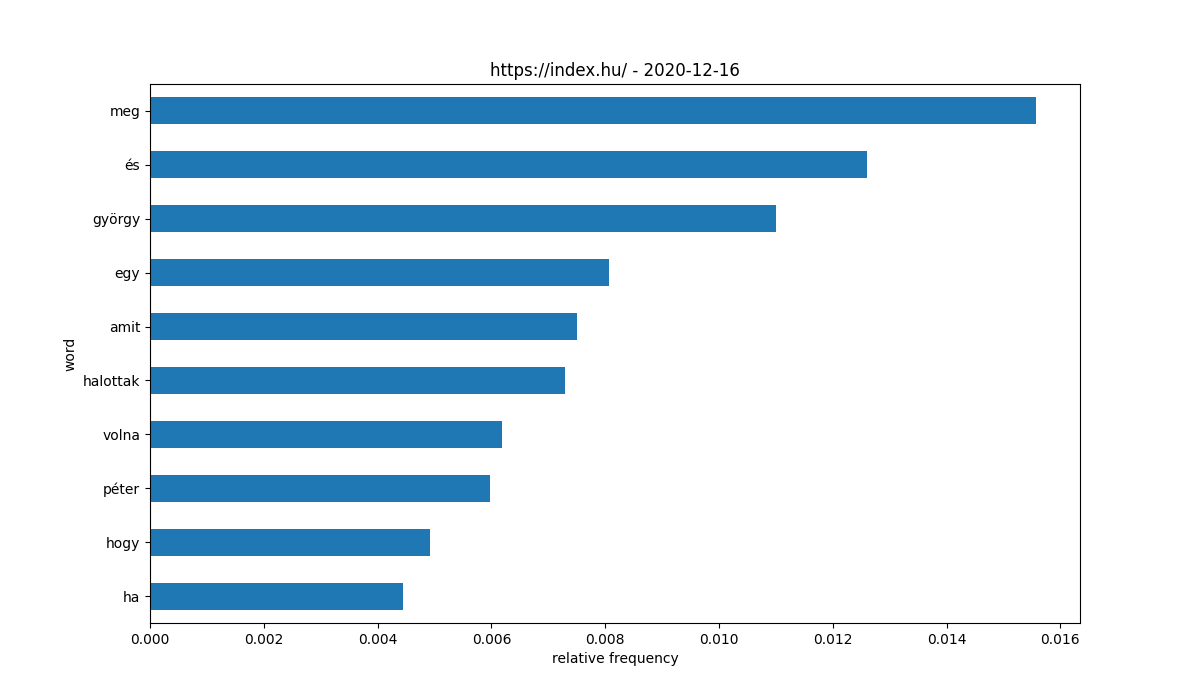 https://index.hu/ - 2020-12-16
meg
és
györgy
egy
amit
halottak
volna
péter
hogy
ha
word
0.000 0.002 0.004 0.006 0.008 0.010 0.012 0.014 0.016
relative frequency